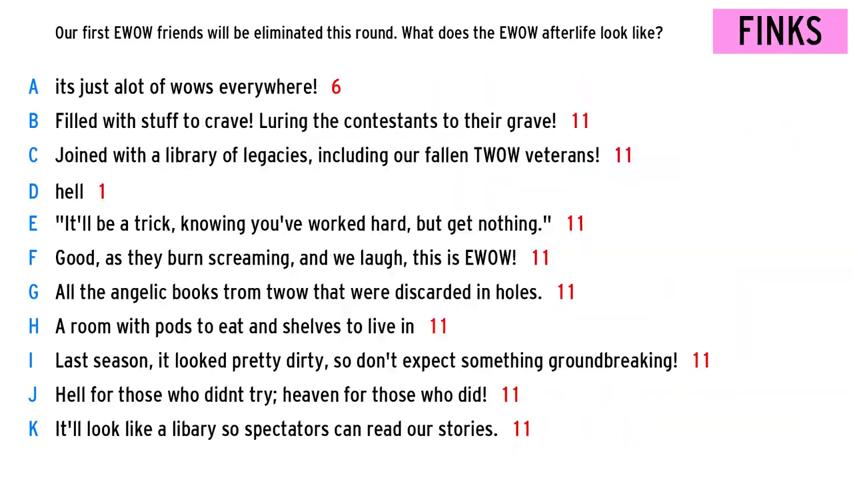 Our first EWOW friends will be eliminated this round. What does the EWOW afterlife look like?
FINKS
A its just alot of wows everywhere! 6
B Filled with stuff to crave! Luring the contestants to their grave! 11
C Joined with a library of legacies, including our fallen TWOW veterans! 11
D hell 1
E "It'll be a trick, knowing you've worked hard, but get nothing." 11
F Good, as they burn screaming, and we laugh, this is EWOW! 11
G All the angelic books trom twow that were discarded in holes. 11
H A room with pods to eat and shelves to live in 11
I Last season, it looked pretty dirty, so don't expect something groundbreaking! 11
J Hell for those who didnt try; heaven for those who did! 11
K It'll look like a libary so spectators can read our stories. 11